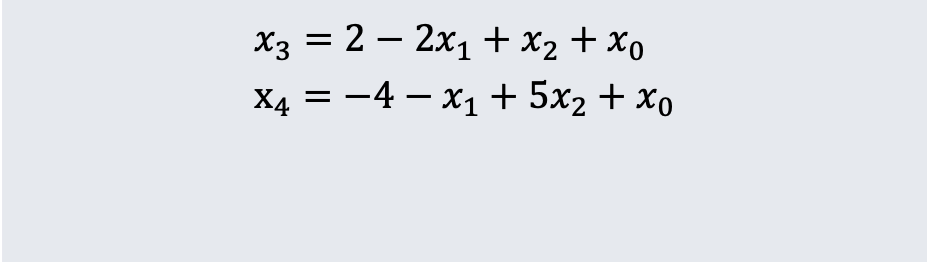 x₃ = 2 − 2x₁ + x₂ + x₀
x₄ = −4 − x₁ + 5x₂ + x₀